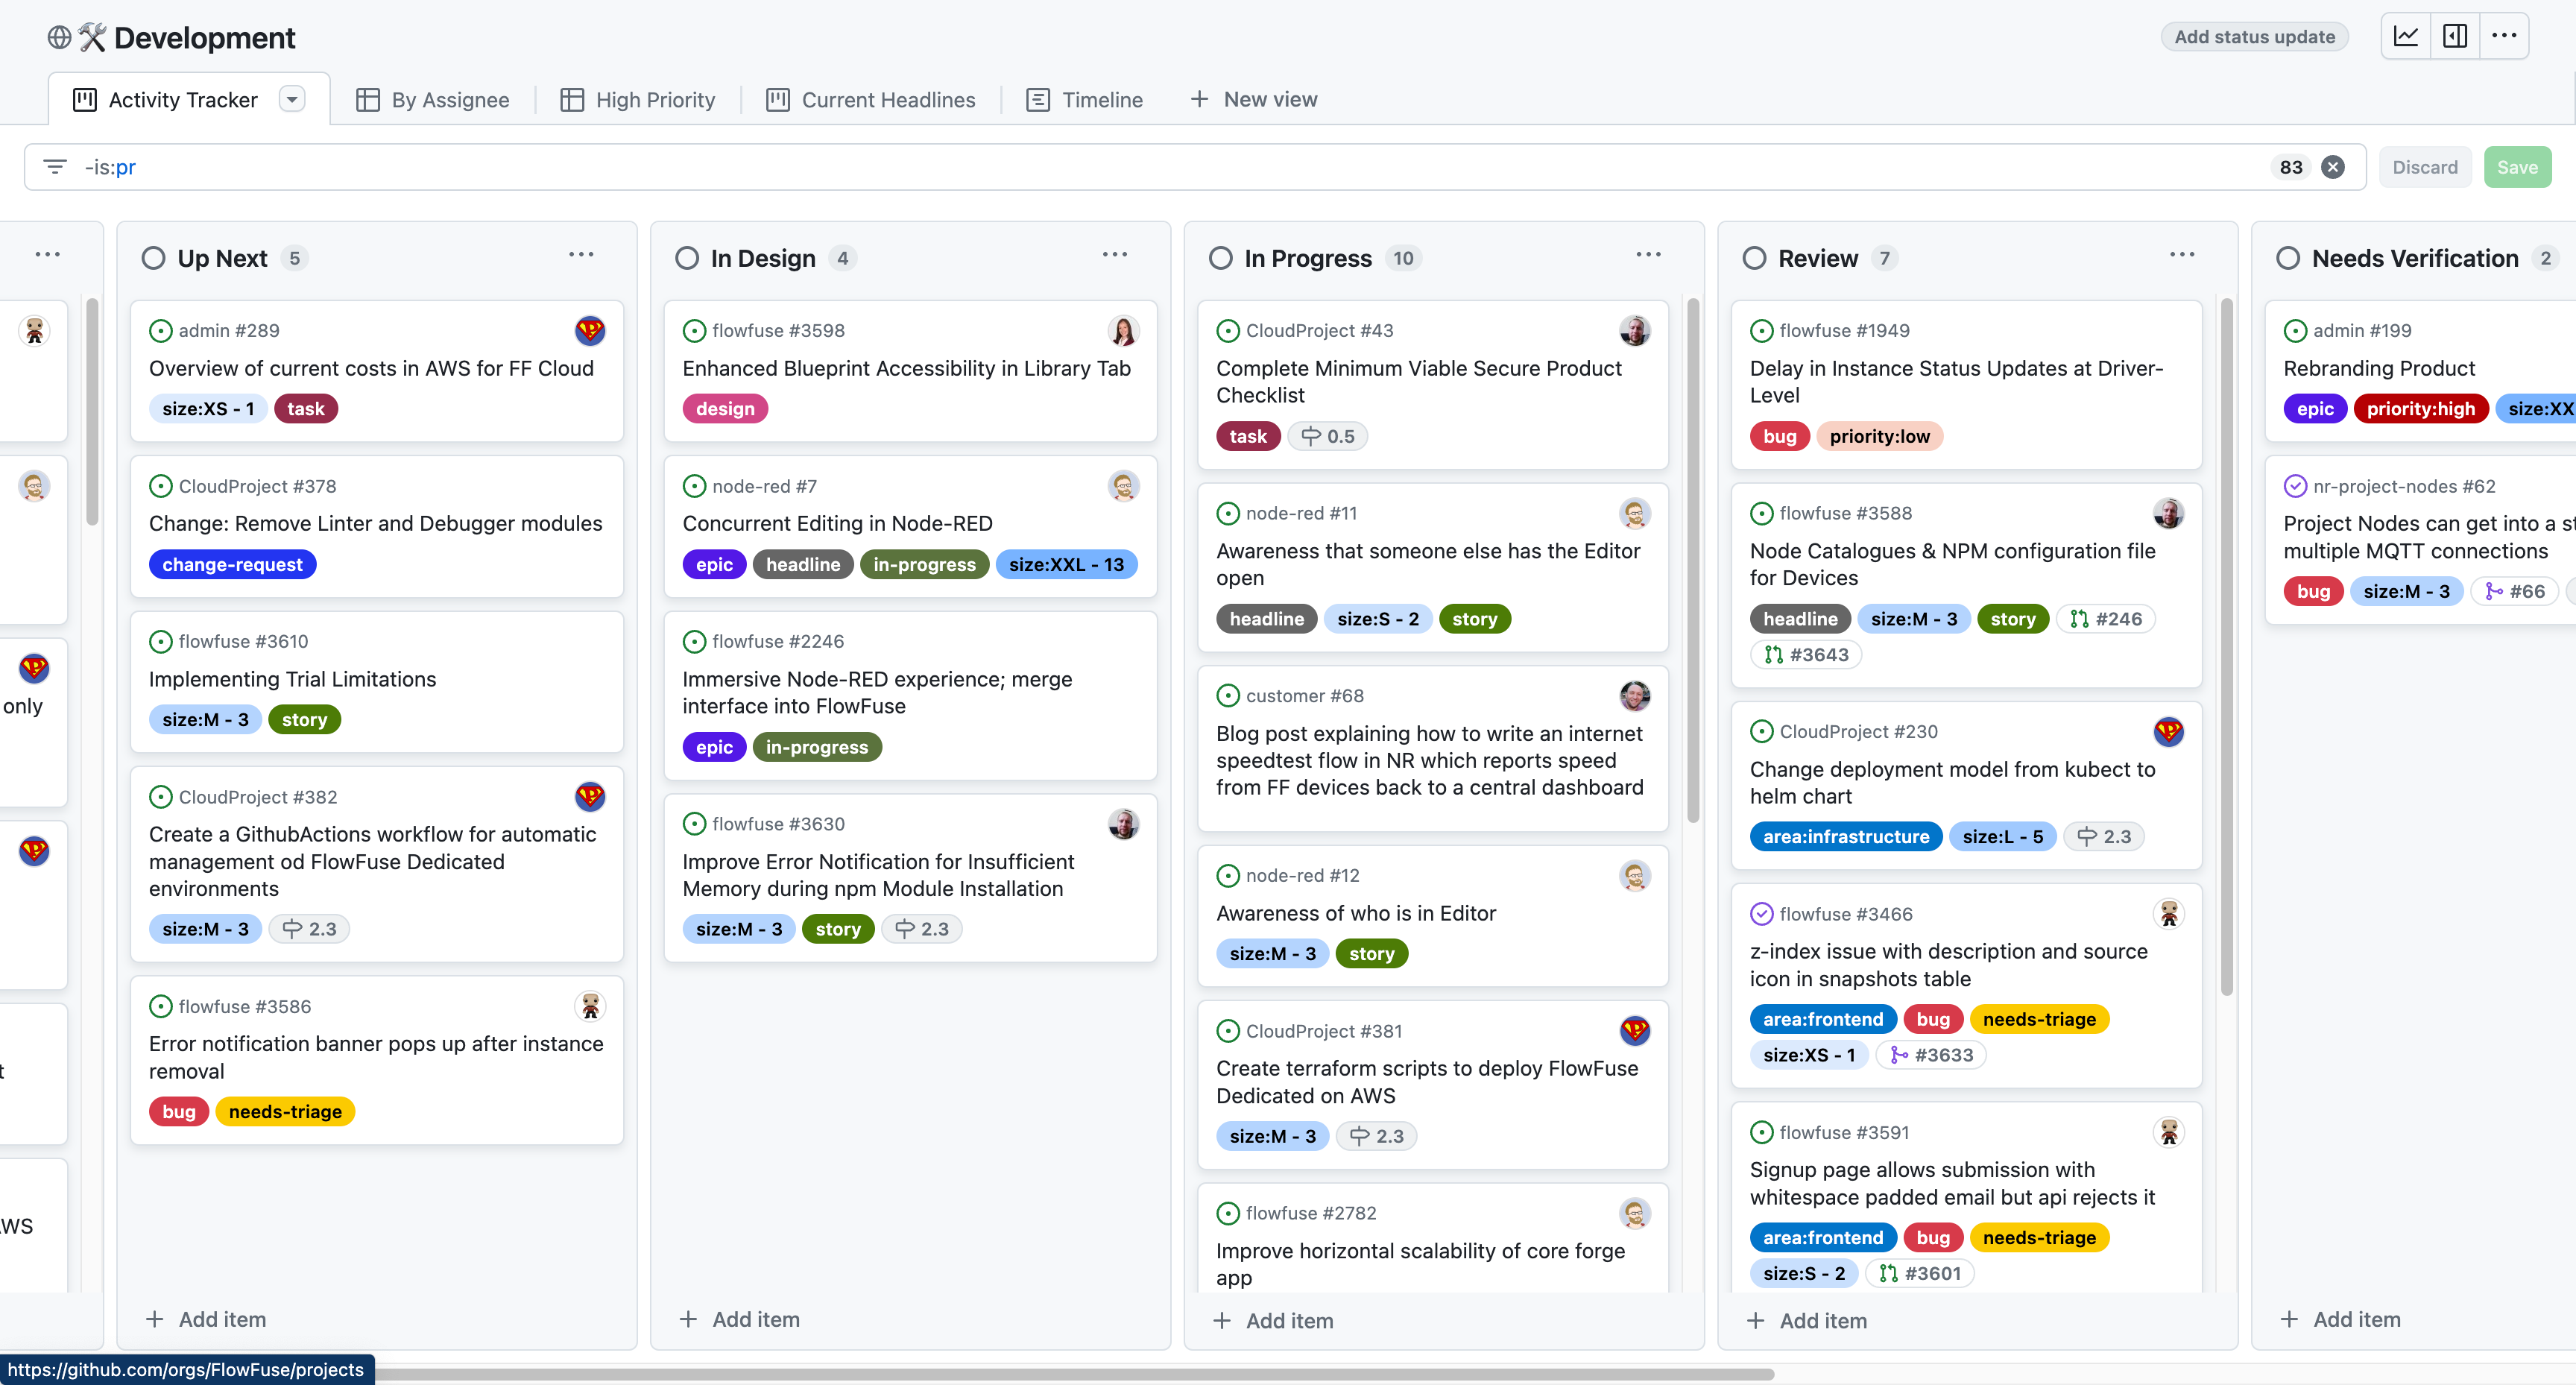 Development
Add status update
Activity Tracker
By Assignee
High Priority
Current Headlines
Timeline
New view
-is:pr
83
Discard
Save
only
t
WS
Up Next 5
admin #289
Overview of current costs in AWS for FF Cloud
size:XS - 1 task
CloudProject #378
Change: Remove Linter and Debugger modules
change-request
flowfuse #3610
Implementing Trial Limitations
size:M - 3 story
CloudProject #382
Create a GithubActions workflow for automatic
management od FlowFuse Dedicated
environments
size:M - 3 2.3
flowfuse #3586
Error notification banner pops up after instance
removal
bug needs-triage
Add item
In Design 4
flowfuse #3598
Enhanced Blueprint Accessibility in Library Tab
design
node-red #7
Concurrent Editing in Node-RED
epic headline in-progress size:XXL - 13
flowfuse #2246
Immersive Node-RED experience; merge
interface into FlowFuse
epic in-progress
flowfuse #3630
Improve Error Notification for Insufficient
Memory during npm Module Installation
size:M - 3 story 2.3
Add item
In Progress 10
CloudProject #43
Complete Minimum Viable Secure Product
Checklist
task 0.5
node-red #11
Awareness that someone else has the Editor
open
headline size:S - 2 story
customer #68
Blog post explaining how to write an internet
speedtest flow in NR which reports speed
from FF devices back to a central dashboard
node-red #12
Awareness of who is in Editor
size:M - 3 story
CloudProject #381
Create terraform scripts to deploy FlowFuse
Dedicated on AWS
size:M - 3 2.3
flowfuse #2782
Improve horizontal scalability of core forge
app
Add item
Review 7
flowfuse #1949
Delay in Instance Status Updates at Driver-
Level
bug priority:low
flowfuse #3588
Node Catalogues & NPM configuration file
for Devices
headline size:M - 3 story #246
#3643
CloudProject #230
Change deployment model from kubect to
helm chart
area:infrastructure size:L - 5 2.3
flowfuse #3466
z-index issue with description and source
icon in snapshots table
area:frontend bug needs-triage
size:XS - 1 #3633
flowfuse #3591
Signup page allows submission with
whitespace padded email but api rejects it
area:frontend bug needs-triage
size:S - 2 #3601
Add item
Needs Verification 2
admin #199
Rebranding Product
epic priority:high size:XX
nr-project-nodes #62
Project Nodes can get into a st
multiple MQTT connections
bug size:M - 3 #66
Add item
https://github.com/orgs/FlowFuse/projects